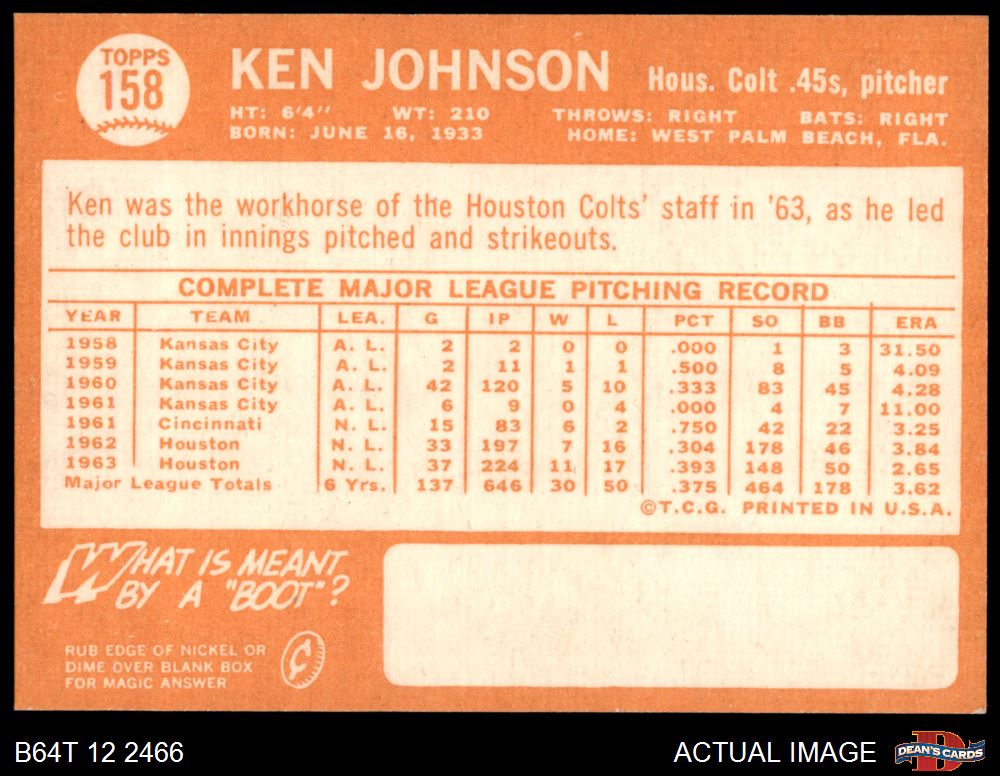 TOPPS
158
KEN JOHNSON Hous. Colt .45s, pitcher
HT: 6'4" WT: 210 THROWS: RIGHT BATS: RIGHT
BORN: JUNE 16, 1933 HOME: WEST PALM BEACH, FLA.
Ken was the workhorse of the Houston Colts' staff in '63, as he led
the club in innings pitched and strikeouts.
COMPLETE MAJOR LEAGUE PITCHING RECORD
YEAR TEAM LEA. G IP W L PCT SO BB ERA
1958 Kansas City A. L. 2 2 0 0 .000 1 3 31.50
1959 Kansas City A. L. 2 11 1 1 .500 8 5 4.09
1960 Kansas City A. L. 42 120 5 10 .333 83 45 4.28
1961 Kansas City A. L. 6 9 0 4 .000 4 7 11.00
1961 Cincinnati N. L. 15 83 6 2 .750 42 22 3.25
1962 Houston N. L. 33 197 7 16 .304 178 46 3.84
1963 Houston N. L. 37 224 11 17 .393 148 50 2.65
Major League Totals 6 Yrs. 137 646 30 50 .375 464 178 3.62
©T.C.G. PRINTED IN U.S.A.
WHAT IS MEANT
BY A "BOOT"?
RUB EDGE OF NICKEL OR
DIME OVER BLANK BOX
FOR MAGIC ANSWER
¢
B64T 12 2466 ACTUAL IMAGE D DEAN'S CARDS